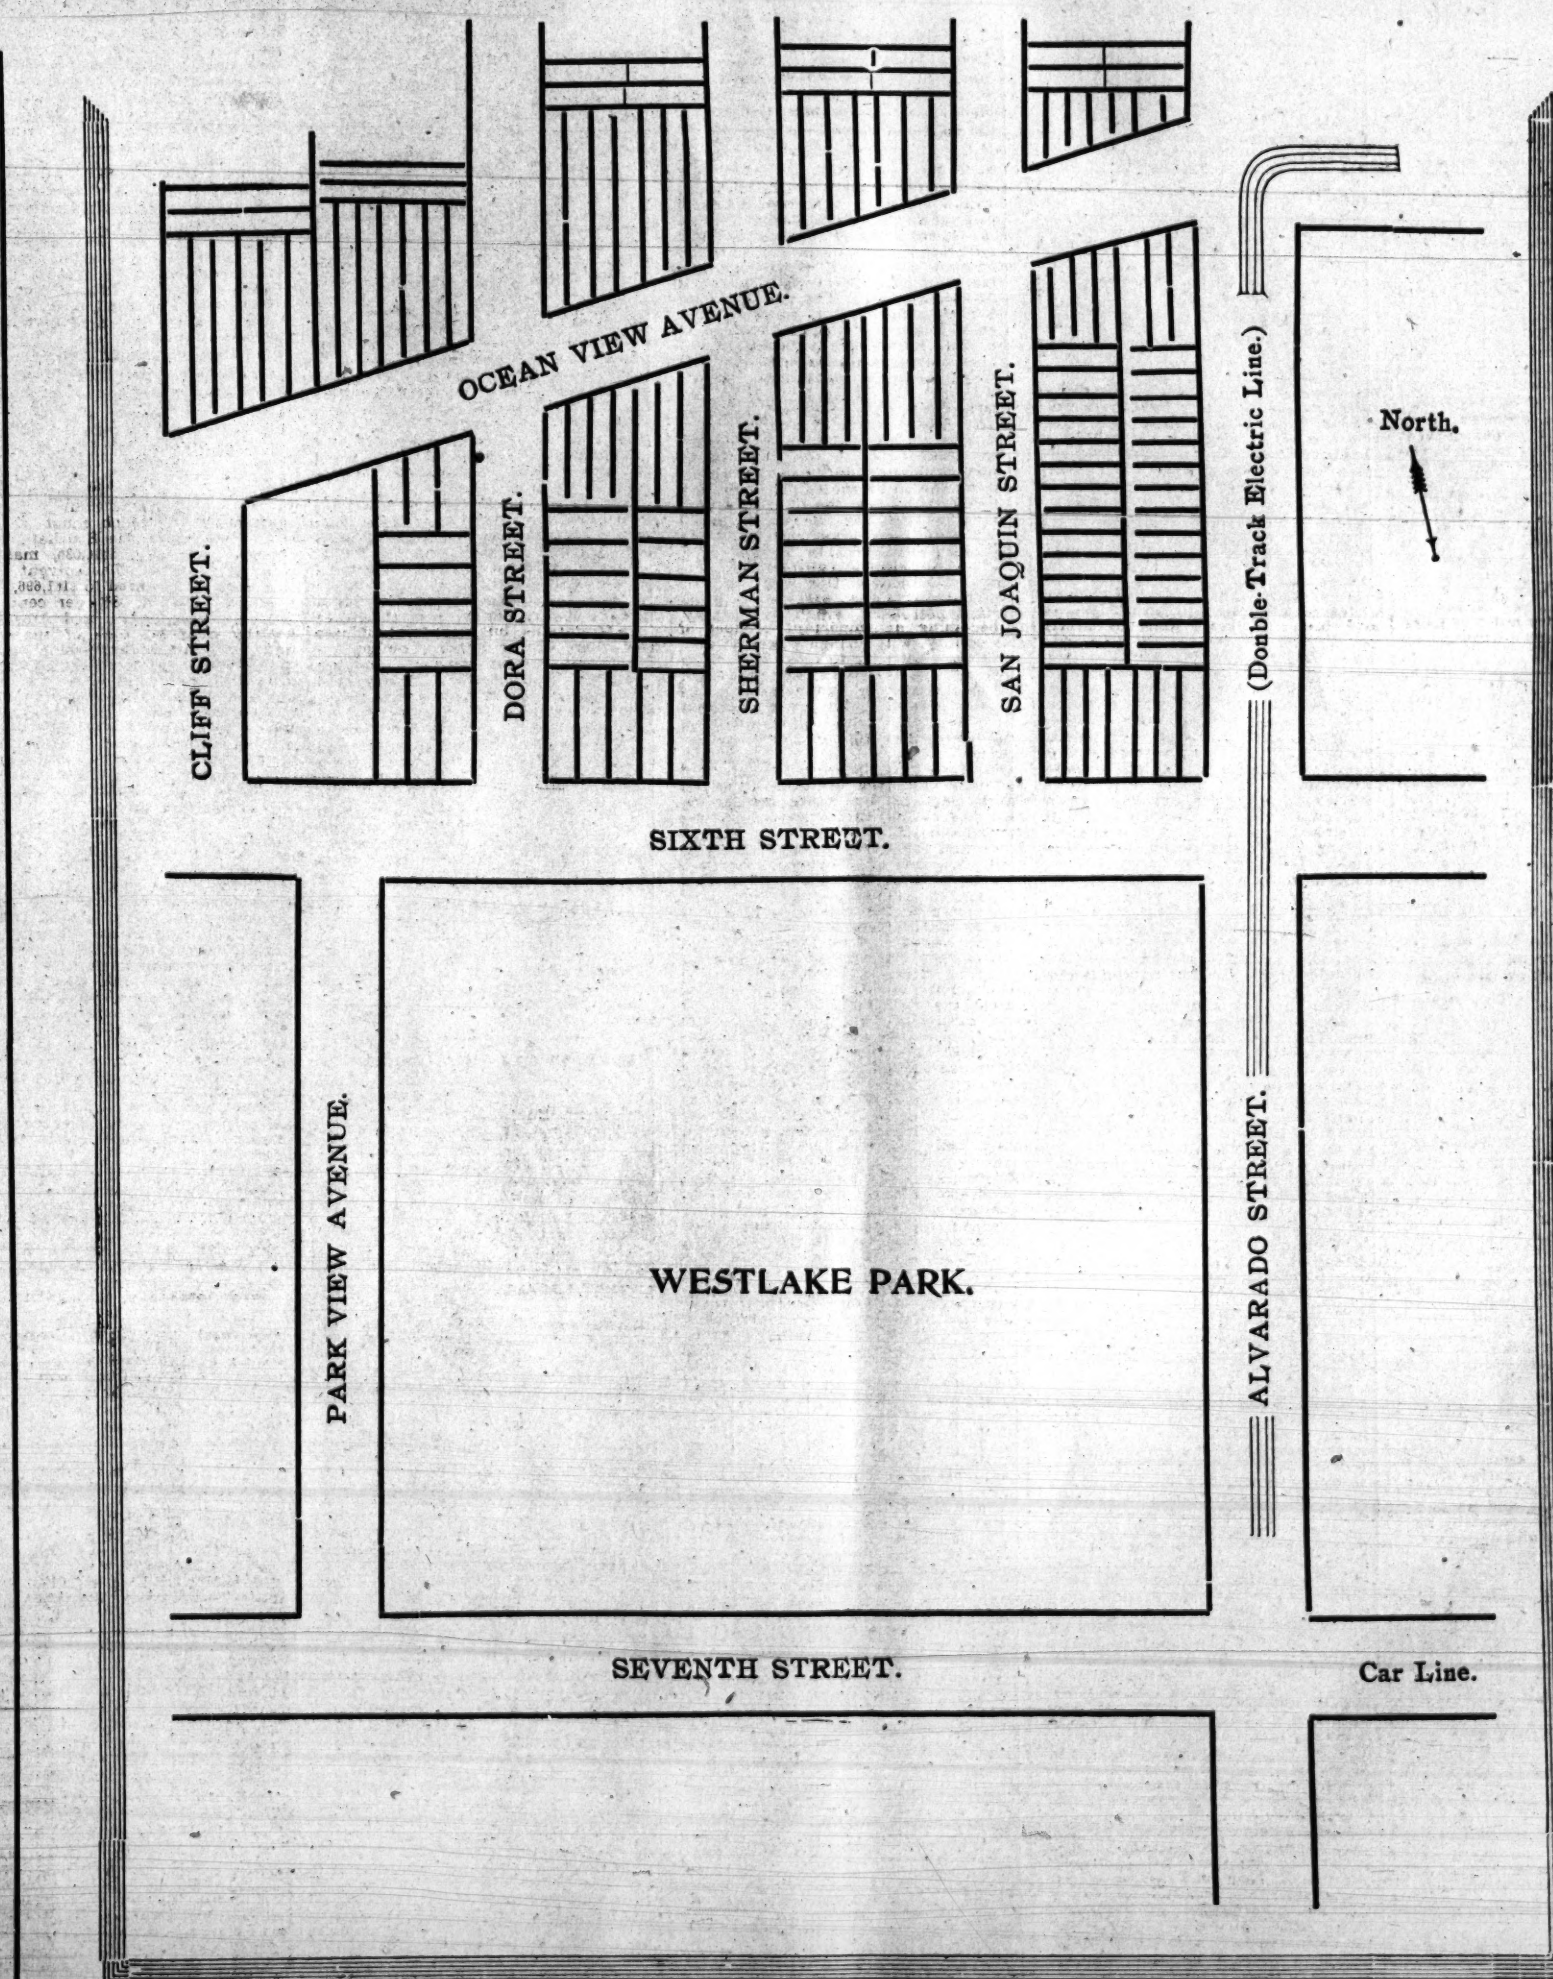 OCEAN VIEW AVENUE.
CLIFF STREET.
DORA STREET.
SHERMAN STREET.
SAN JOAQUIN STREET.
(Double-Track Electric Line.)
North.
SIXTH STREET.
PARK VIEW AVENUE.
WESTLAKE PARK.
ALVARADO STREET.
SEVENTH STREET.
Car Line.